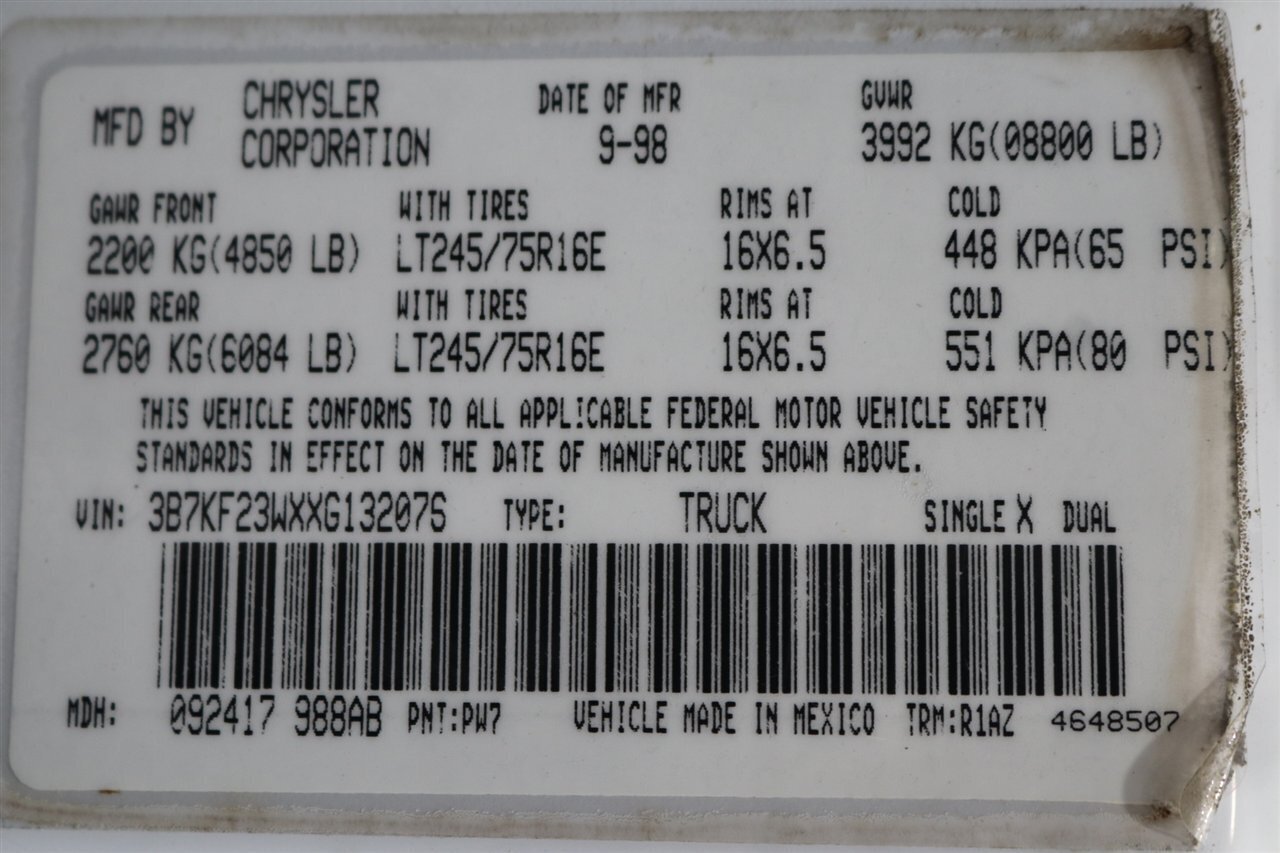 MFD BY CHRYSLER CORPORATION
DATE OF MFR
9-98
GVWR
3992 KG(08800 LB)
GAWR FRONT WITH TIRES RIMS AT COLD
2200 KG(4850 LB) LT245/75R16E 16X6.5 448 KPA(65 PSI)
GAWR REAR WITH TIRES RIMS AT COLD
2760 KG(6084 LB) LT245/75R16E 16X6.5 551 KPA(80 PSI)
THIS VEHICLE CONFORMS TO ALL APPLICABLE FEDERAL MOTOR VEHICLE SAFETY
STANDARDS IN EFFECT ON THE DATE OF MANUFACTURE SHOWN ABOVE.
VIN: 3B7KF23WXXG132076 TYPE: TRUCK SINGLE X DUAL
MDH: 092417 988AB PNT:PW7 VEHICLE MADE IN MEXICO TRM:R1AZ 4648507